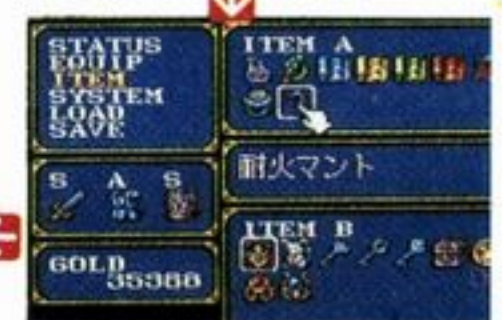 STATUS
EQUIP
ITEM
SYSTEM
LOAD
SAVE
S A S
GOLD
35388
ITEM A
耐火マント
ITEM B